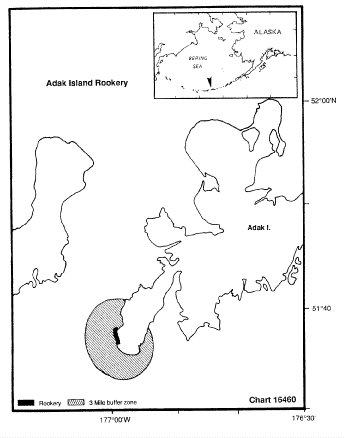 ALASKA
BERING
SEA
Adak Island Rookery
52°00'N
Adak I.
51°40
Rookery 3 Mile buffer zone
Chart 16460
177°00'W
176°30'